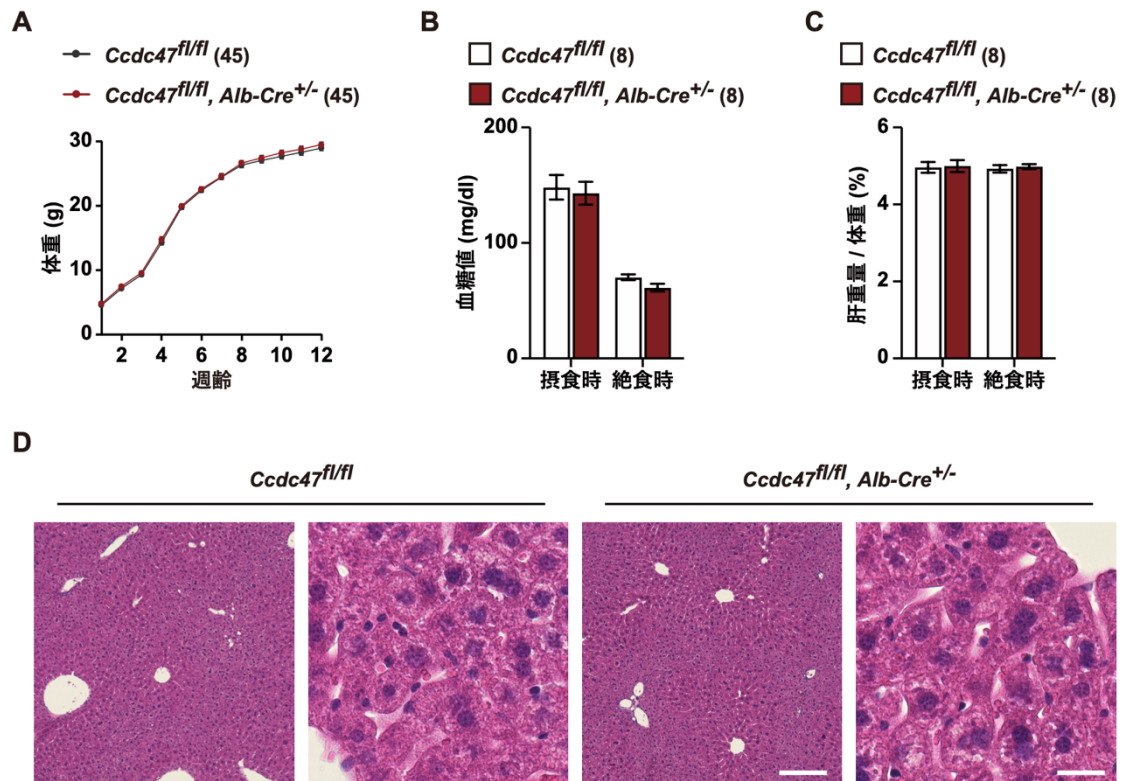 A
Ccdc47fl/fl (45)
Ccdc47fl/fl, Alb-Cre+/- (45)
30
20
10
0
体重 (g)
2 4 6 8 10 12
週齢
B
Ccdc47fl/fl (8)
Ccdc47fl/fl, Alb-Cre+/- (8)
200
100
0
血糖値 (mg/dl)
摂食時 絶食時
C
Ccdc47fl/fl (8)
Ccdc47fl/fl, Alb-Cre+/- (8)
6
4
2
0
肝重量 / 体重 (%)
摂食時 絶食時
D
Ccdc47fl/fl
Ccdc47fl/fl, Alb-Cre+/-